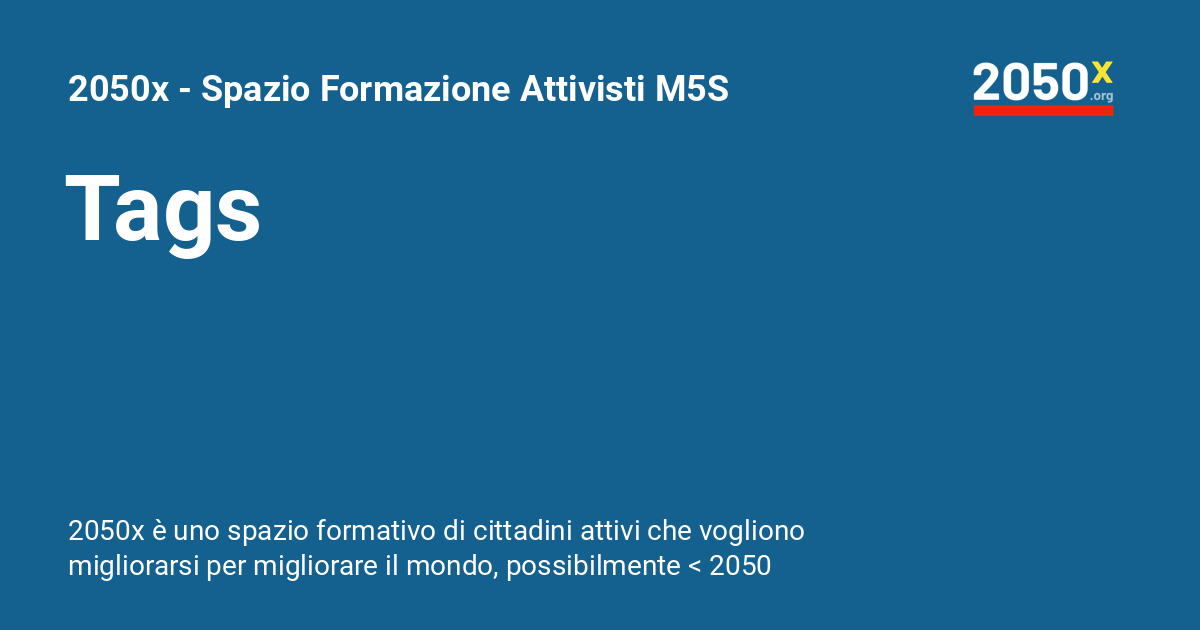 2050x - Spazio Formazione Attivisti M5S
2050x
.org
Tags
2050x è uno spazio formativo di cittadini attivi che vogliono
migliorarsi per migliorare il mondo, possibilmente < 2050